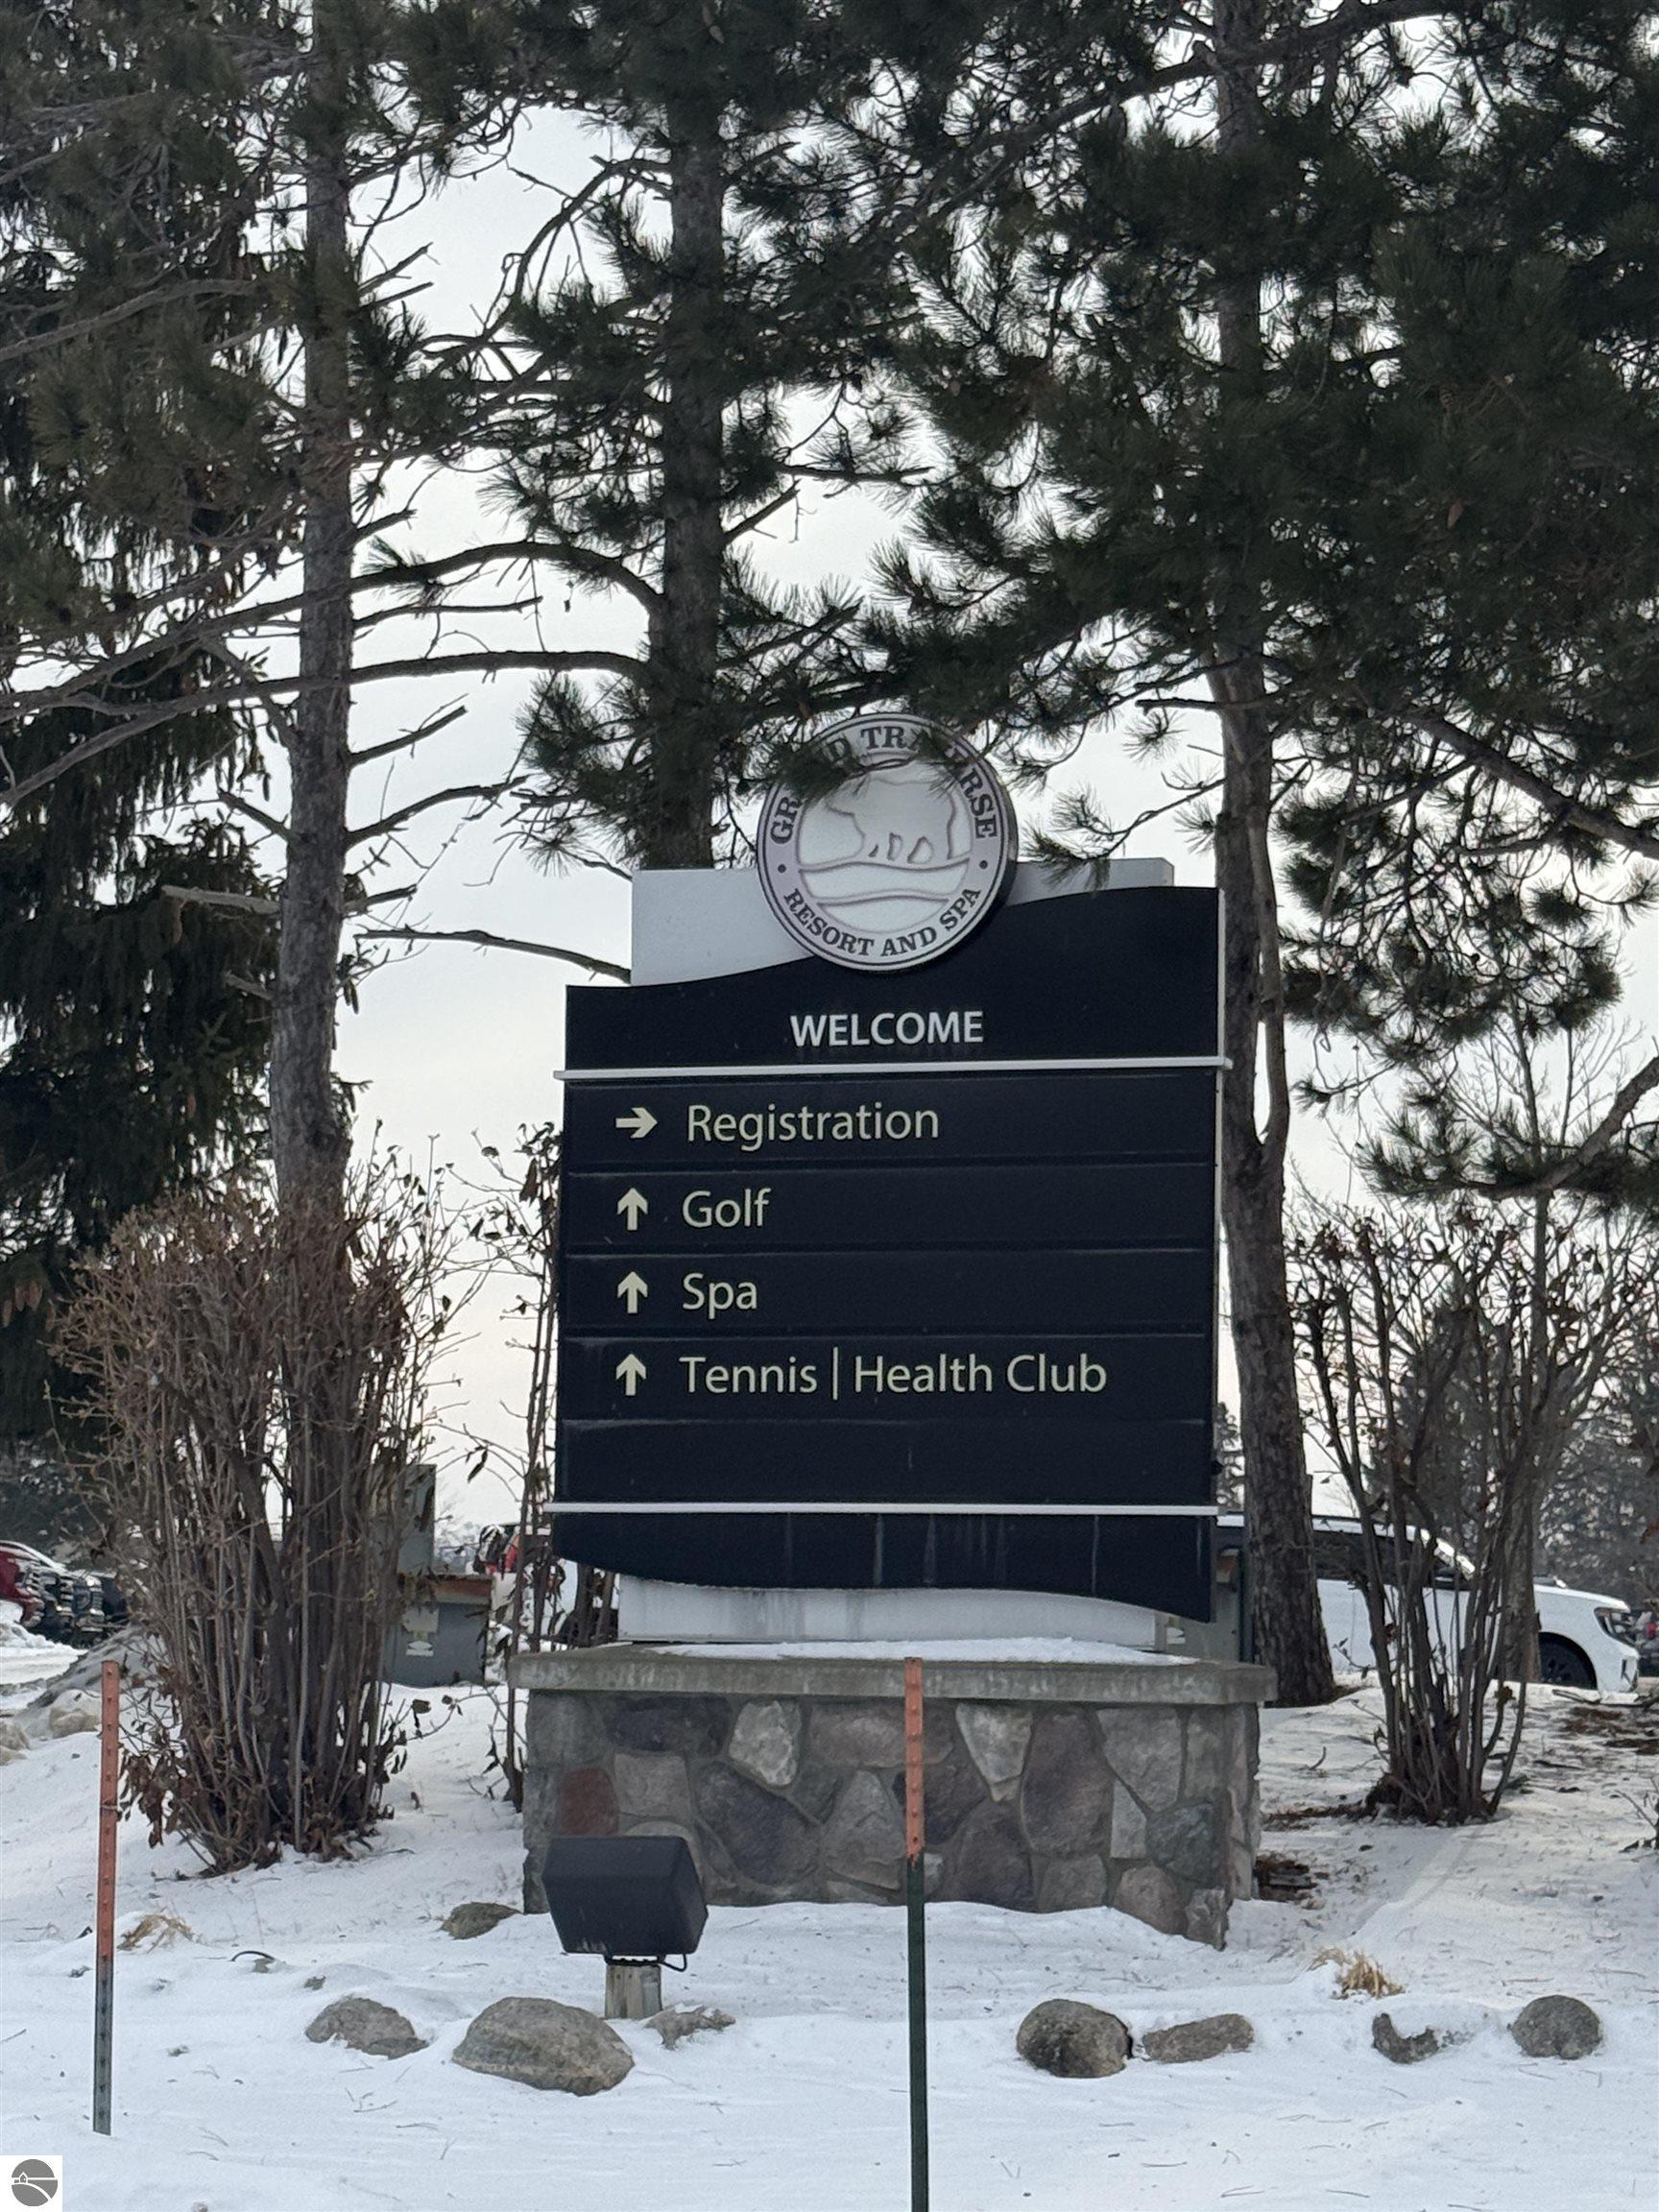 GRAND TRAVERSE
RESORT AND SPA
WELCOME
→ Registration
↑ Golf
↑ Spa
↑ Tennis | Health Club